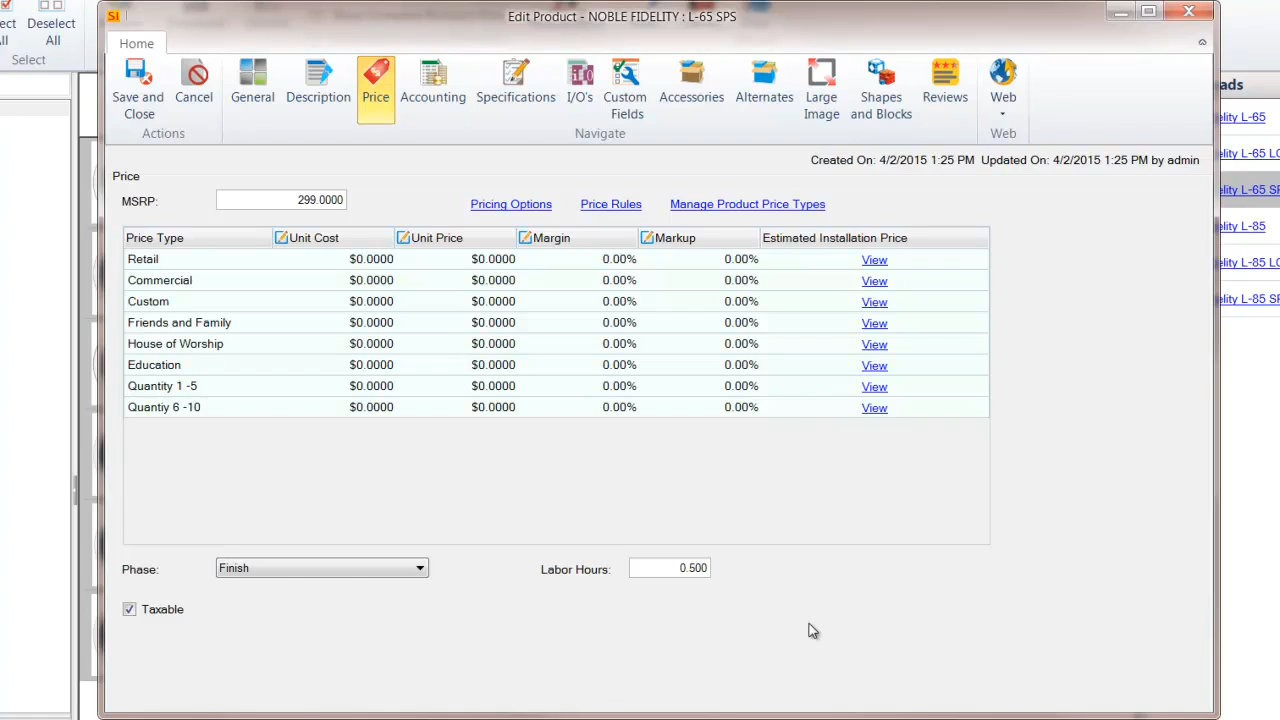 SI
Edit Product - NOBLE FIDELITY : L-65 SPS
Deselect
All
Select
Home
Save and
Close
Cancel
Actions
General
Description
Price
Accounting
Specifications
I/O's
Custom
Fields
Accessories
Alternates
Large
Image
Shapes
and Blocks
Reviews
Navigate
Web
Web
Created On: 4/2/2015 1:25 PM Updated On: 4/2/2015 1:25 PM by admin
Price
MSRP: 299.0000 Pricing Options Price Rules Manage Product Price Types
Price Type Unit Cost Unit Price Margin Markup Estimated Installation Price
Retail $0.0000 $0.0000 0.00% 0.00% View
Commercial $0.0000 $0.0000 0.00% 0.00% View
Custom $0.0000 $0.0000 0.00% 0.00% View
Friends and Family $0.0000 $0.0000 0.00% 0.00% View
House of Worship $0.0000 $0.0000 0.00% 0.00% View
Education $0.0000 $0.0000 0.00% 0.00% View
Quantity 1 -5 $0.0000 $0.0000 0.00% 0.00% View
Quantiy 6 -10 $0.0000 $0.0000 0.00% 0.00% View
Phase: Finish Labor Hours: 0.500
Taxable
ads
elity L-65
elity L-65 LC
elity L-65 SP
elity L-85
elity L-85 LC
elity L-85 SP